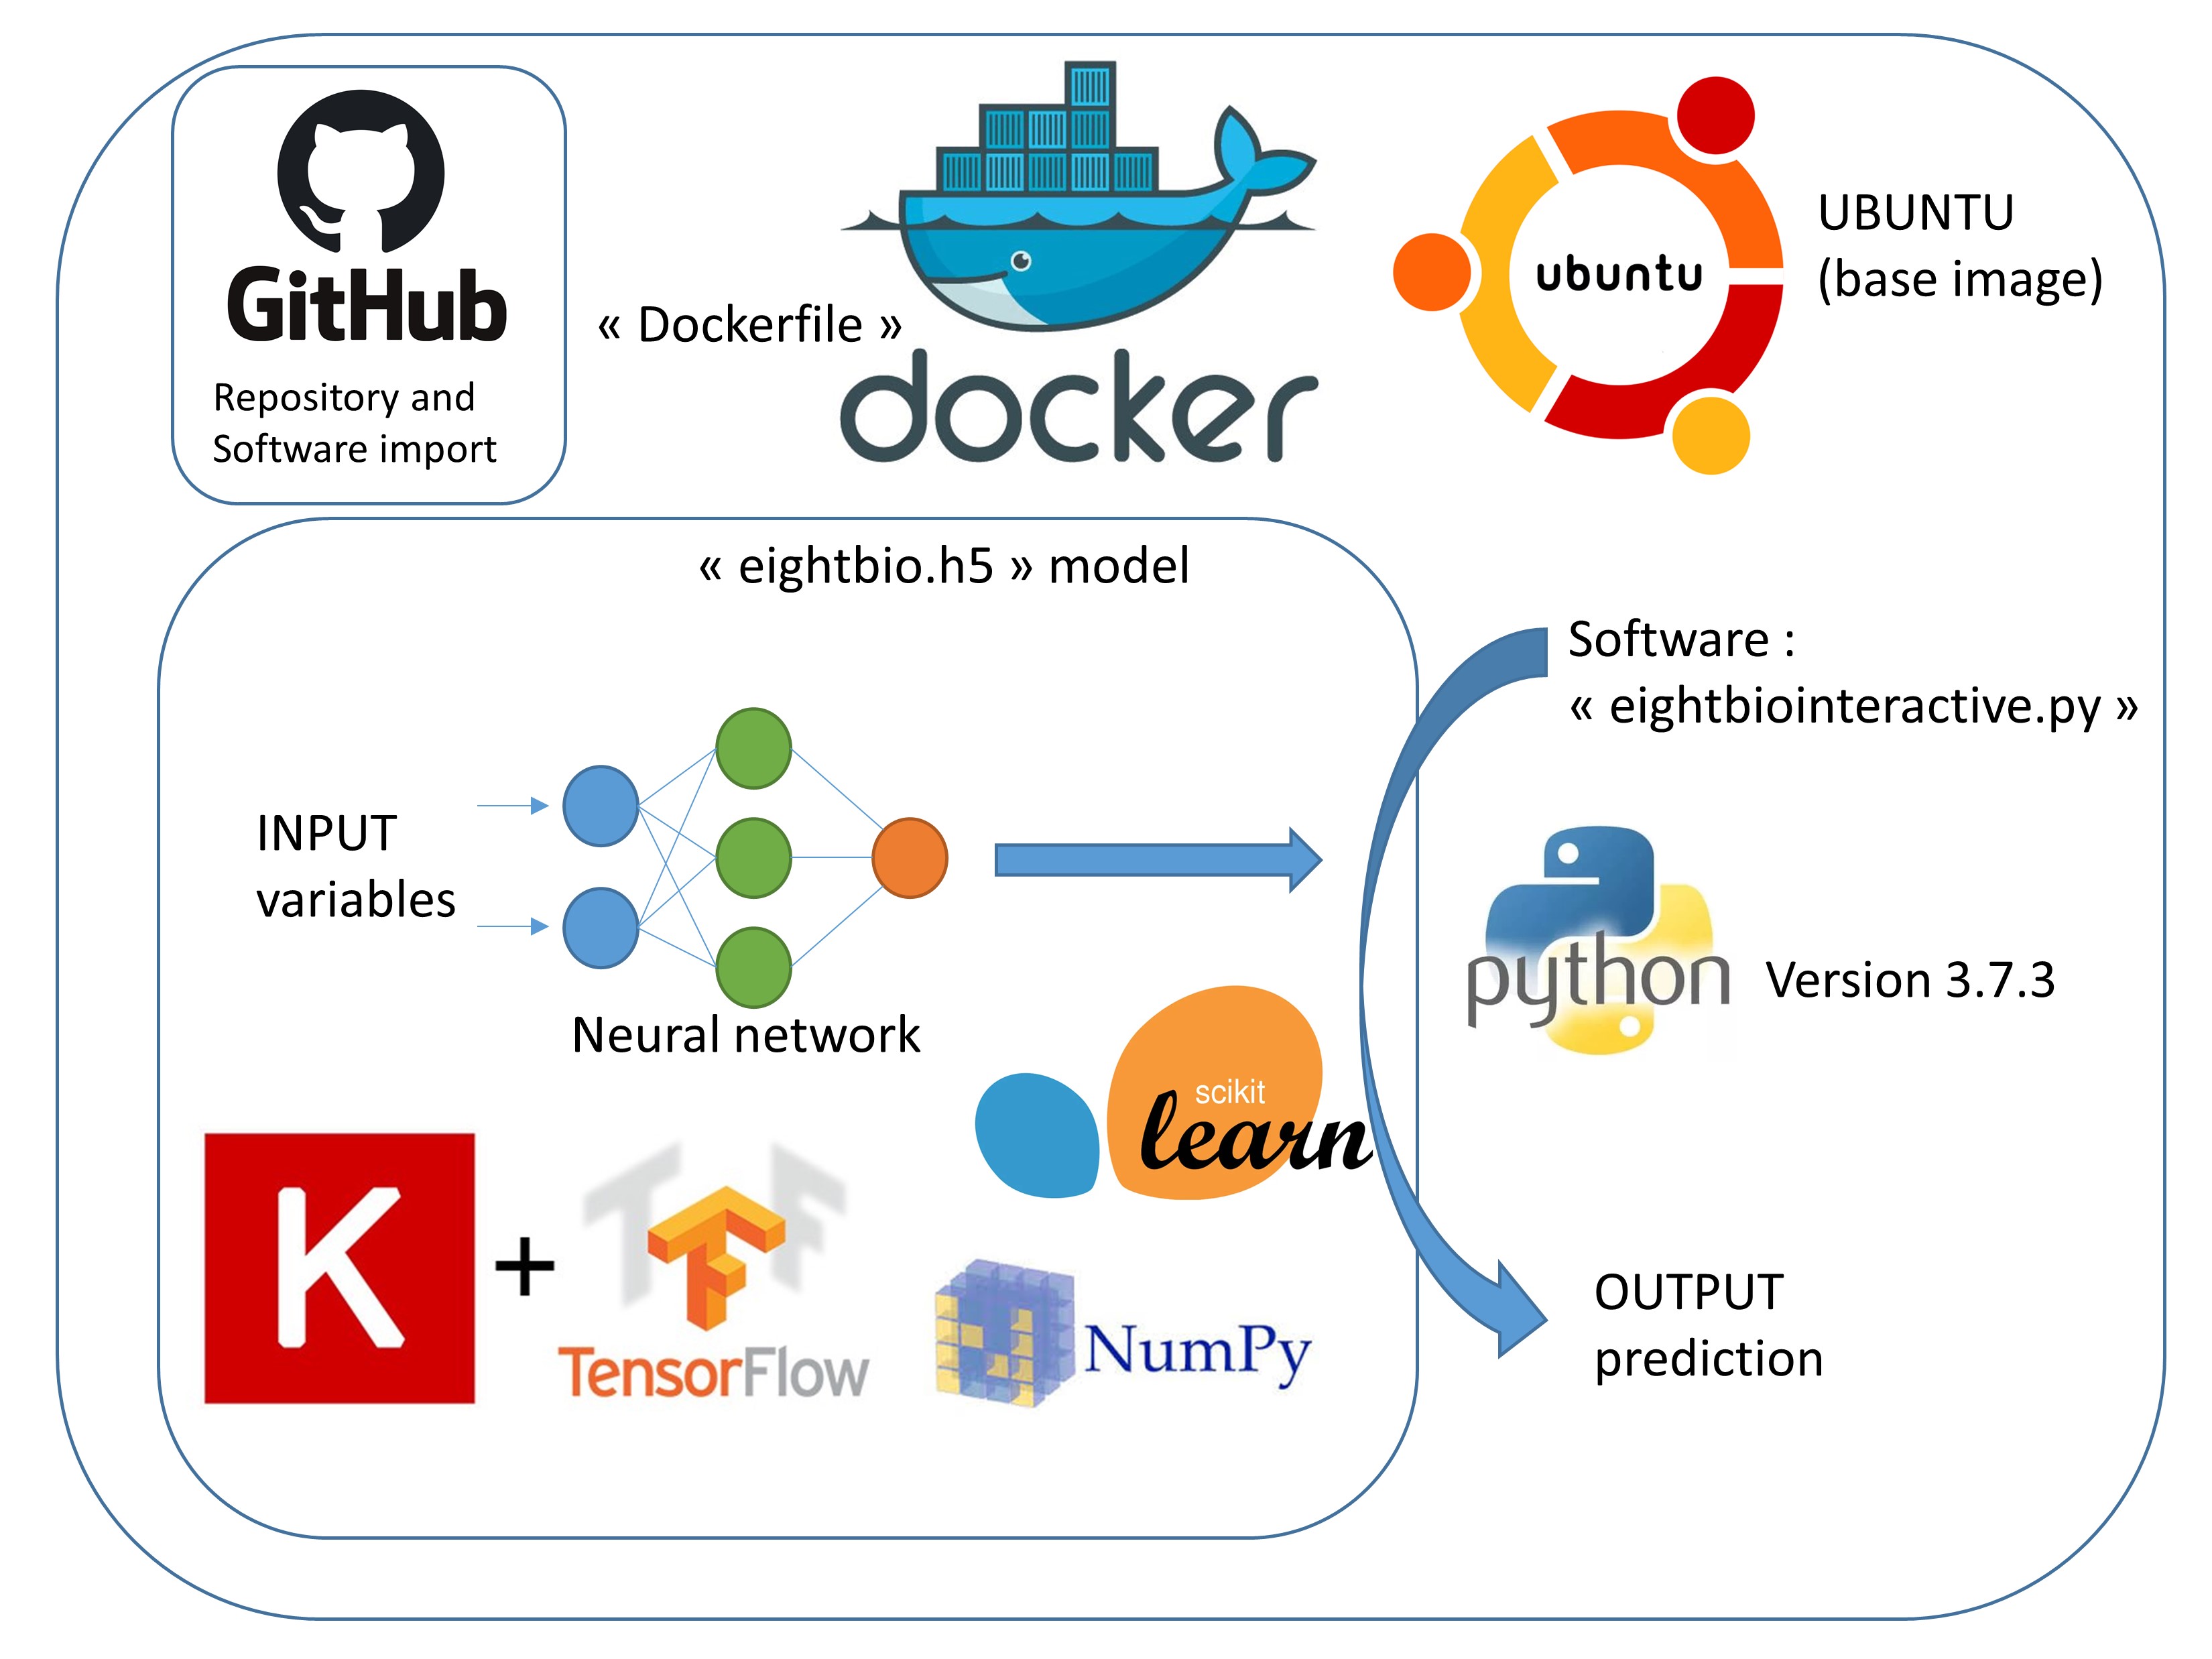 GitHub
Repository and
Software import
« Dockerfile »
docker
ubuntu
UBUNTU
(base image)
« eightbio.h5 » model
Software :
« eightbiointeractive.py »
INPUT
variables
Neural network
python
Version 3.7.3
scikit
learn
K
+
TF
TensorFlow
NumPy
OUTPUT
prediction